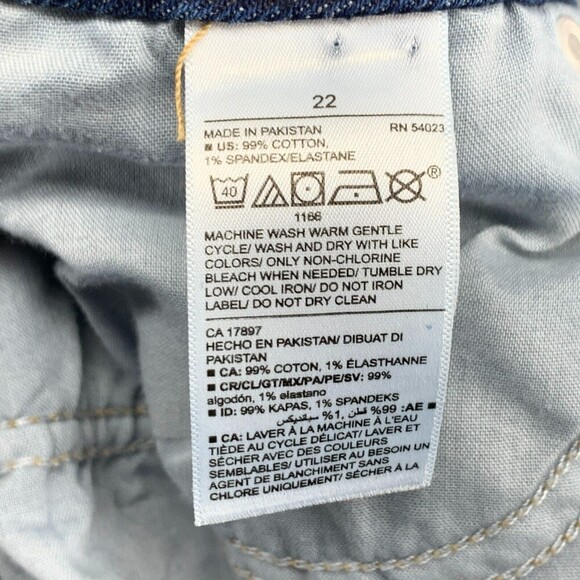 22
MADE IN PAKISTAN RN 54023
■ US: 99% COTTON,
1% SPANDEX/ELASTANE
40
®
1166
MACHINE WASH WARM GENTLE
CYCLE/ WASH AND DRY WITH LIKE
COLORS/ ONLY NON-CHLORINE
BLEACH WHEN NEEDED/ TUMBLE DRY
LOW/ COOL IRON/ DO NOT IRON
LABEL/ DO NOT DRY CLEAN
CA 17897
HECHO EN PAKISTAN/ DIBUAT DI
PAKISTAN
■ CA: 99% COTON, 1% ÉLASTHANNE
■ CR/CL/GT/MX/PA/PE/SV: 99%
algodón, 1% elastano
■ ID: 99% KAPAS, 1% SPANDEKS
■ AE: 99% قطن, 1% سباندكس
■ CA: LAVER À LA MACHINE À L'EAU
TIÈDE AU CYCLE DÉLICAT/ LAVER ET
SÉCHER AVEC DES COULEURS
SEMBLABLES/ UTILISER AU BESOIN UN
AGENT DE BLANCHIMENT SANS
CHLORE UNIQUEMENT/ SÉCHER À LA